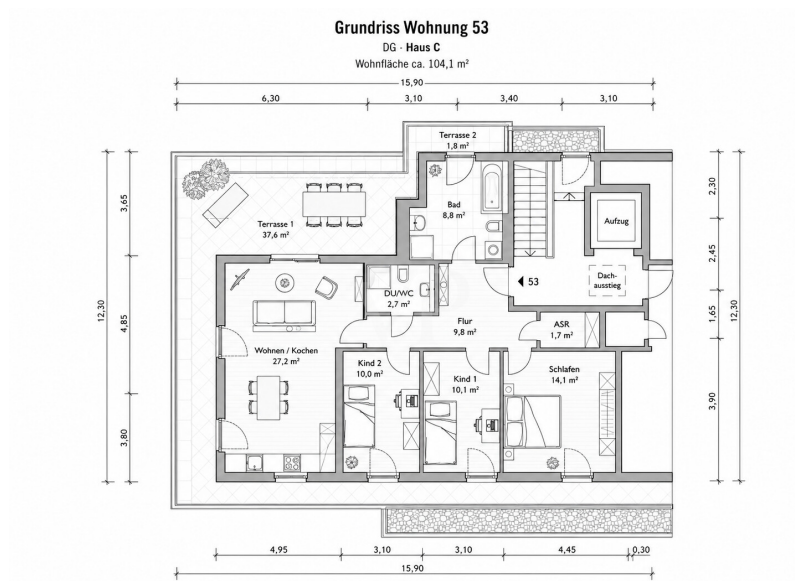 Grundriss Wohnung 53
DG · Haus C
Wohnfläche ca. 104,1 m²
15,90
6,30
3,10
3,40
3,10
Terrasse 2
1,8 m²
Terrasse 1
37,6 m²
Bad
8,8 m²
Aufzug
Dach-
ausstieg
53
DU/WC
2,7 m²
Flur
9,8 m²
ASR
1,7 m²
Wohnen / Kochen
27,2 m²
Kind 2
10,0 m²
Kind 1
10,1 m²
Schlafen
14,1 m²
12,30
3,65
4,85
3,80
2,30
2,45
1,65
3,90
12,30
4,95
3,10
3,10
4,45
0,30
15,90